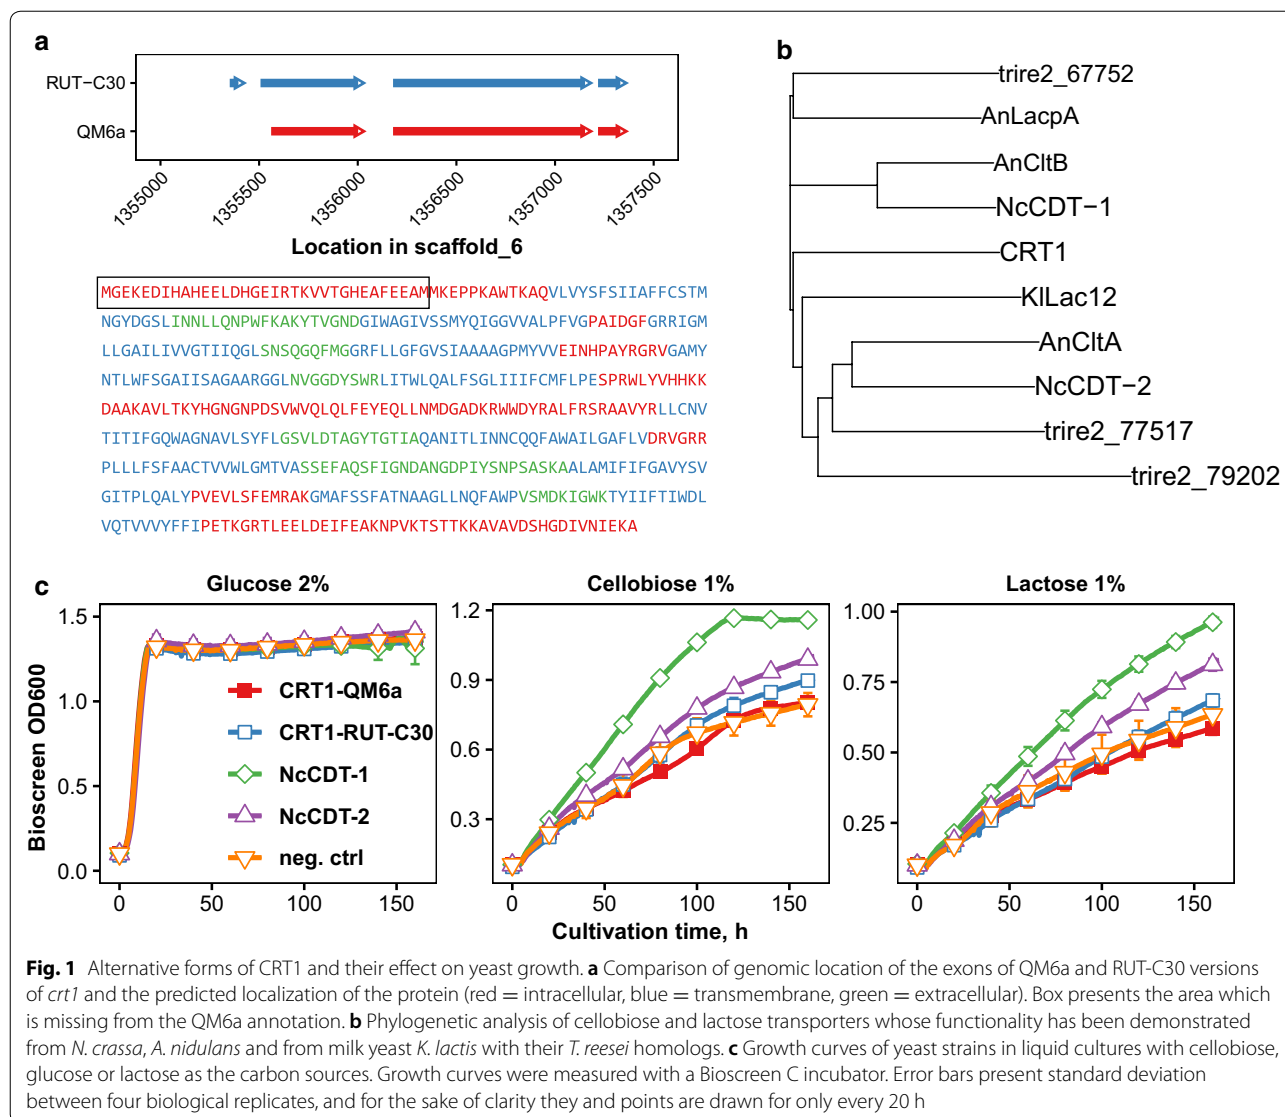 a
RUT−C30
QM6a
1355000
1355500
1356000
1356500
1357000
1357500
Location in scaffold_6
MGEKEDIHAHEELDHGEIRTKVVTGHEAFEEAMMKEPPKAWTKAQVLVYSFSIIAFFCSTM
NGYDGSLINNLLQNPWFKAKYTVGNDGIWAGIVSSMYQIGGVVALPFVGPAIDGFGRRIGM
LLGAILIVVGTIIQGLSNSQGQFMGGRFLLGFGVSIAAAAGPMYVVEINHPAYRGRVGAMY
NTLWFSGAIISAGAARGGLNVGGDYSWRLITWLQALFSGLIIIFCMFLPESPRWLYVHHKK
DAAKAVLTKYHGNGNPDSVWVQLQLFEYEQLLNMDGADKRWWDYRALFRSRAAVYRLLCNV
TITIFGQWAGNAVLSYFLGSVLDTAGYTGTIAQANITLINNCQQFAWAILGAFLVDRVGRR
PLLLFSFAACTVVWLGMTVASSEFAQSFIGNDANGDPIYSNPSASKAALAMIFIFGAVYSV
GITPLQALYPVEVLSFEMRAKGMAFSSFATNAAGLLNQFAWPVSMDKIGWKTYIIFTIWDL
VQTVVVYFFIPETKGRTLEELDEIFEAKNPVKTSTTKKAVAVDSHGDIVNIEKA
b
trire2_67752
AnLacpA
AnCltB
NcCDT−1
CRT1
KlLac12
AnCltA
NcCDT−2
trire2_77517
trire2_79202
c
Glucose 2%
Cellobiose 1%
Lactose 1%
Bioscreen OD600
1.5
1.0
0.5
0.0
CRT1-QM6a
CRT1-RUT-C30
NcCDT-1
NcCDT-2
neg. ctrl
0 50 100 150
1.2
0.9
0.6
0.3
0 50 100 150
1.00
0.75
0.50
0.25
0 50 100 150
Cultivation time, h
Fig. 1 Alternative forms of CRT1 and their effect on yeast growth. a Comparison of genomic location of the exons of QM6a and RUT-C30 versions
of crt1 and the predicted localization of the protein (red = intracellular, blue = transmembrane, green = extracellular). Box presents the area which
is missing from the QM6a annotation. b Phylogenetic analysis of cellobiose and lactose transporters whose functionality has been demonstrated
from N. crassa, A. nidulans and from milk yeast K. lactis with their T. reesei homologs. c Growth curves of yeast strains in liquid cultures with cellobiose,
glucose or lactose as the carbon sources. Growth curves were measured with a Bioscreen C incubator. Error bars present standard deviation
between four biological replicates, and for the sake of clarity they and points are drawn for only every 20 h